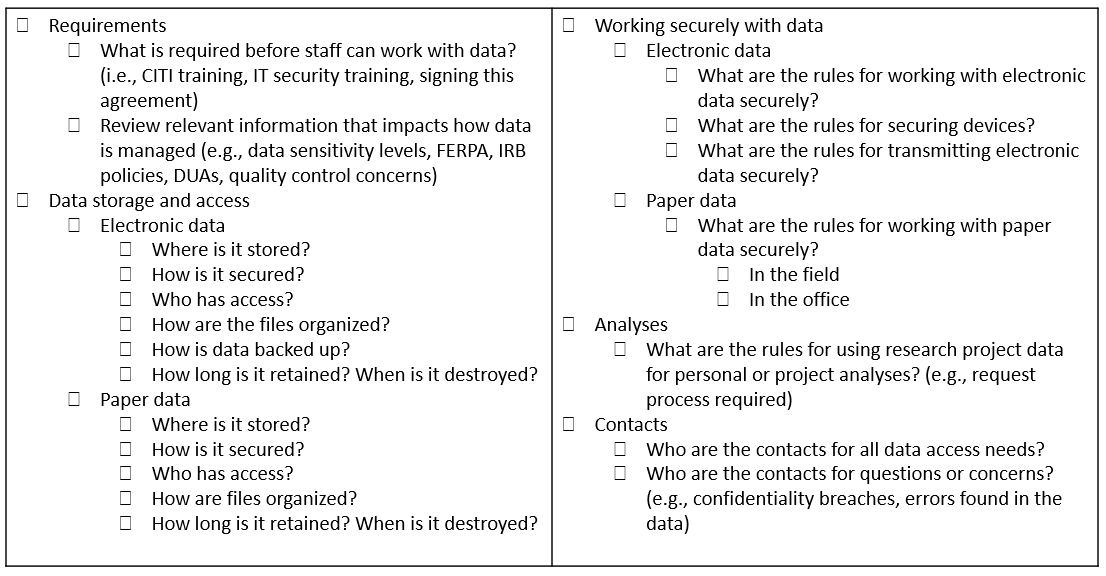 Requirements
What is required before staff can work with data?
(i.e., CITI training, IT security training, signing this
agreement)
Review relevant information that impacts how data
is managed (e.g., data sensitivity levels, FERPA, IRB
policies, DUAs, quality control concerns)
Data storage and access
Electronic data
Where is it stored?
How is it secured?
Who has access?
How are the files organized?
How is data backed up?
How long is it retained? When is it destroyed?
Paper data
Where is it stored?
How is it secured?
Who has access?
How are files organized?
How long is it retained? When is it destroyed?
Working securely with data
Electronic data
What are the rules for working with electronic
data securely?
What are the rules for securing devices?
What are the rules for transmitting electronic
data securely?
Paper data
What are the rules for working with paper
data securely?
In the field
In the office
Analyses
What are the rules for using research project data
for personal or project analyses? (e.g., request
process required)
Contacts
Who are the contacts for all data access needs?
Who are the contacts for questions or concerns?
(e.g., confidentiality breaches, errors found in the
data)